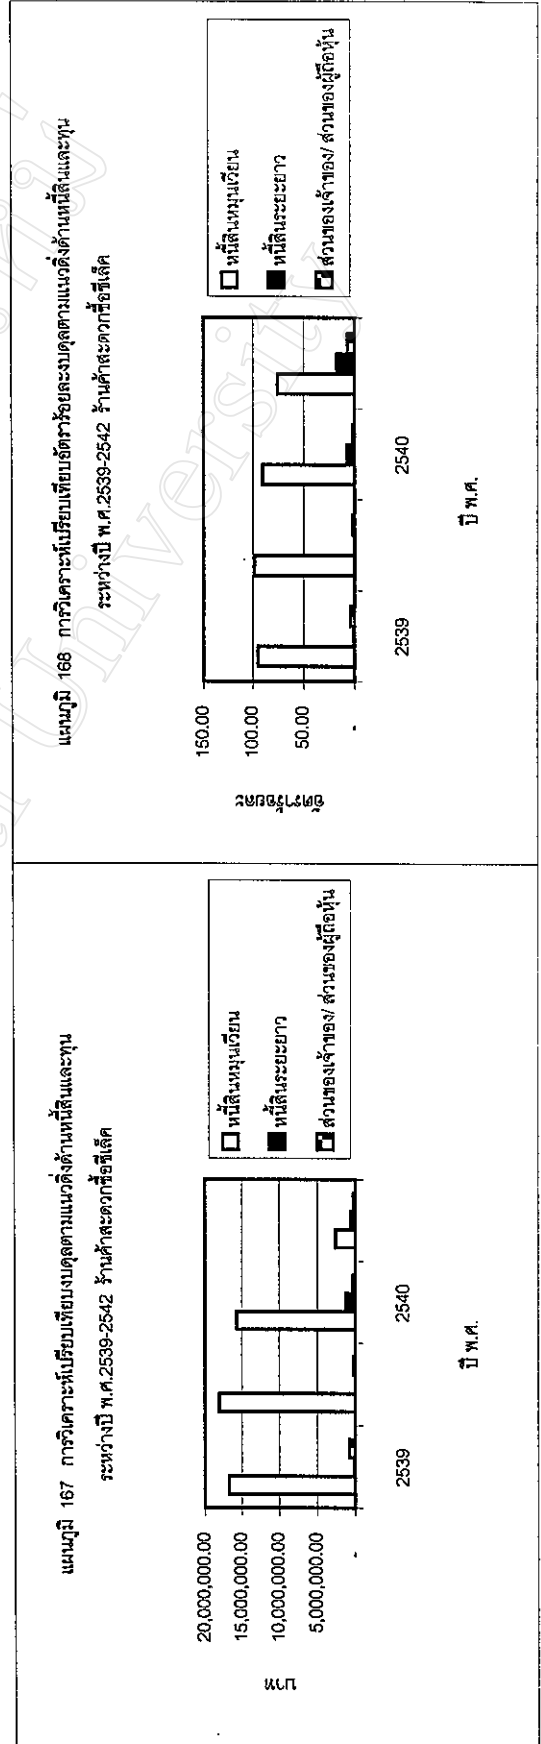 แผนภูมิ 167 การวิเคราะห์เปรียบเทียบงบดุลตามแนวดิ่งด้านหนี้สินและทุน
ระหว่างปี พ.ศ.2539-2542 ร้านค้าสะดวกซื้อซีเล็ค
บาท
20,000,000.00
15,000,000.00
10,000,000.00
5,000,000.00
-
2539
2540
ปี พ.ศ.
หนี้สินหมุนเวียน
หนี้สินระยะยาว
ส่วนของเจ้าของ/ ส่วนของผู้ถือหุ้น
แผนภูมิ 168 การวิเคราะห์เปรียบเทียบอัตราร้อยละงบดุลตามแนวดิ่งด้านหนี้สินและทุน
ระหว่างปี พ.ศ.2539-2542 ร้านค้าสะดวกซื้อซีเล็ค
อัตราร้อยละ
150.00
100.00
50.00
-
2539
2540
ปี พ.ศ.
หนี้สินหมุนเวียน
หนี้สินระยะยาว
ส่วนของเจ้าของ/ ส่วนของผู้ถือหุ้น
University